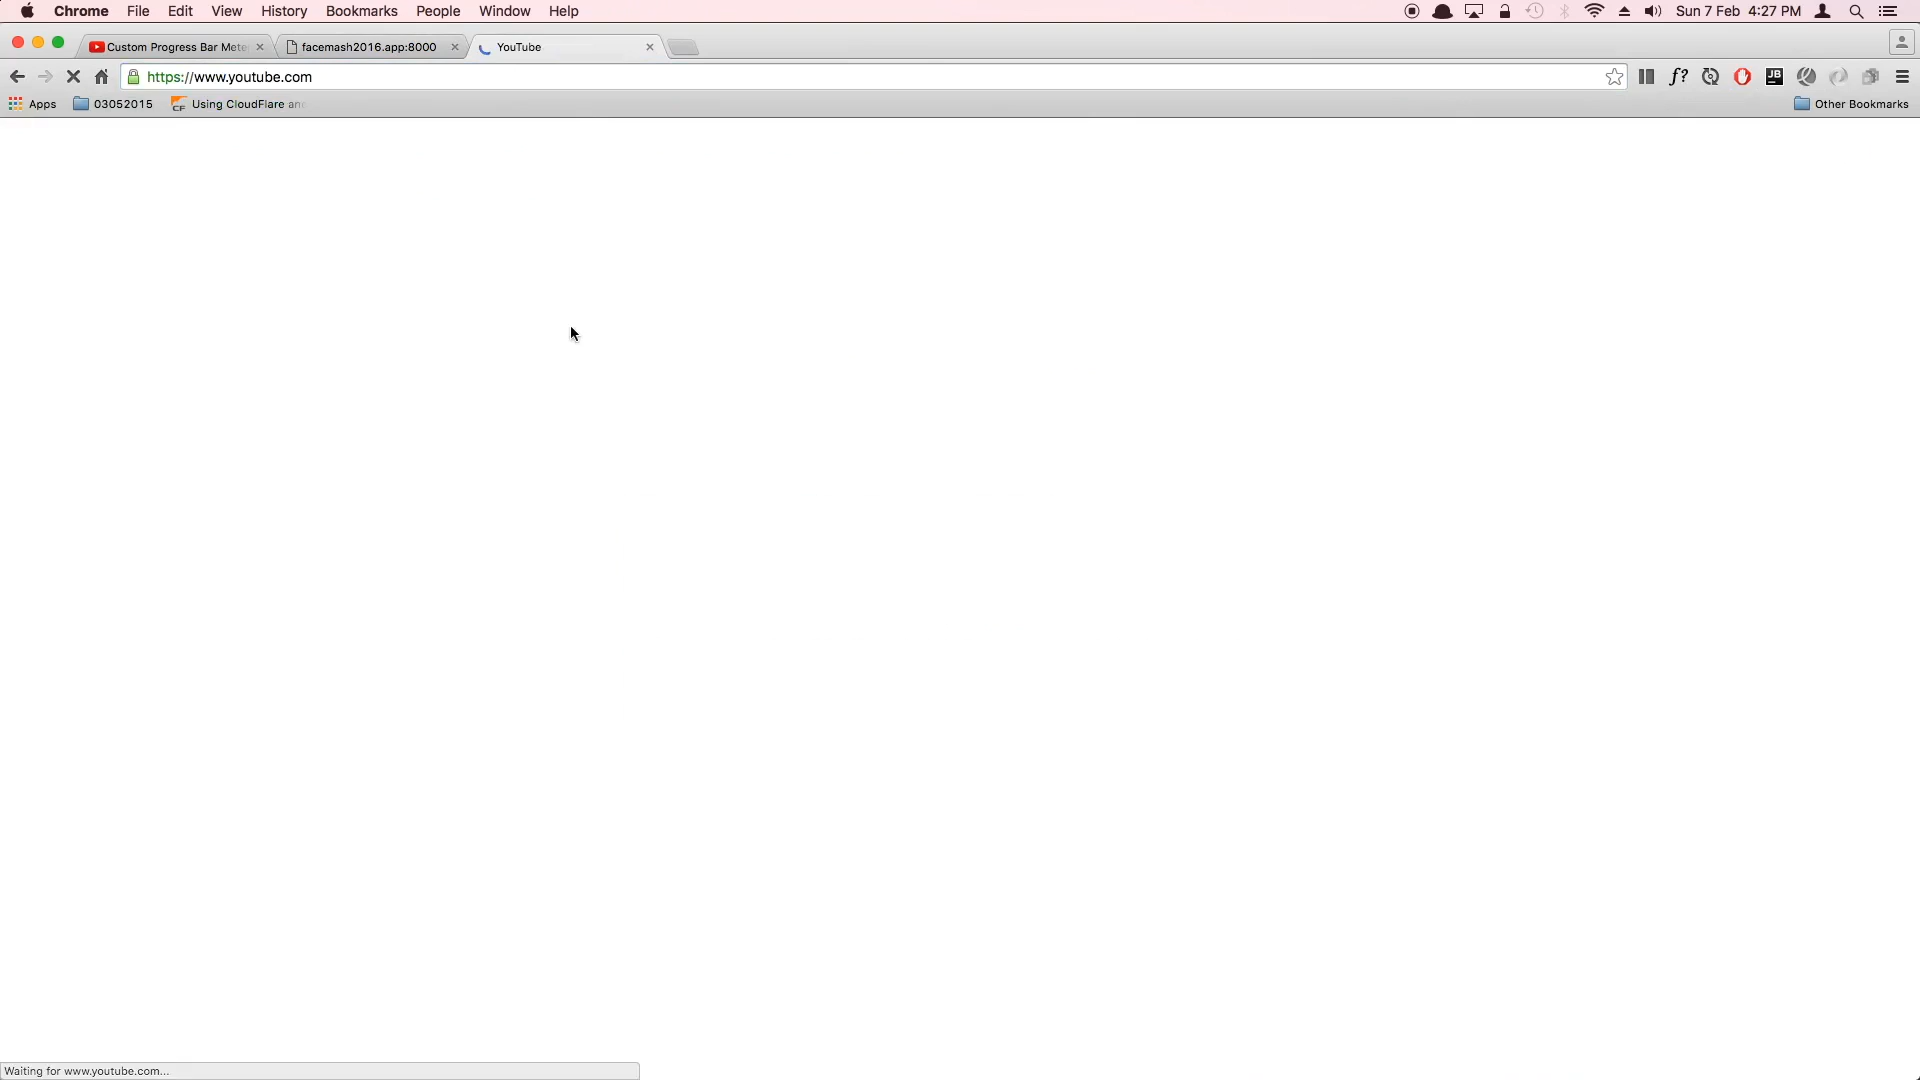 Chrome File Edit View History Bookmarks People Window Help Sun 7 Feb 4:27 PM
Custom Progress Bar Mete facemash2016.app:8000 YouTube
https://www.youtube.com f? JB
Apps 03052015 CF Using CloudFlare an Other Bookmarks
Waiting for www.youtube.com...